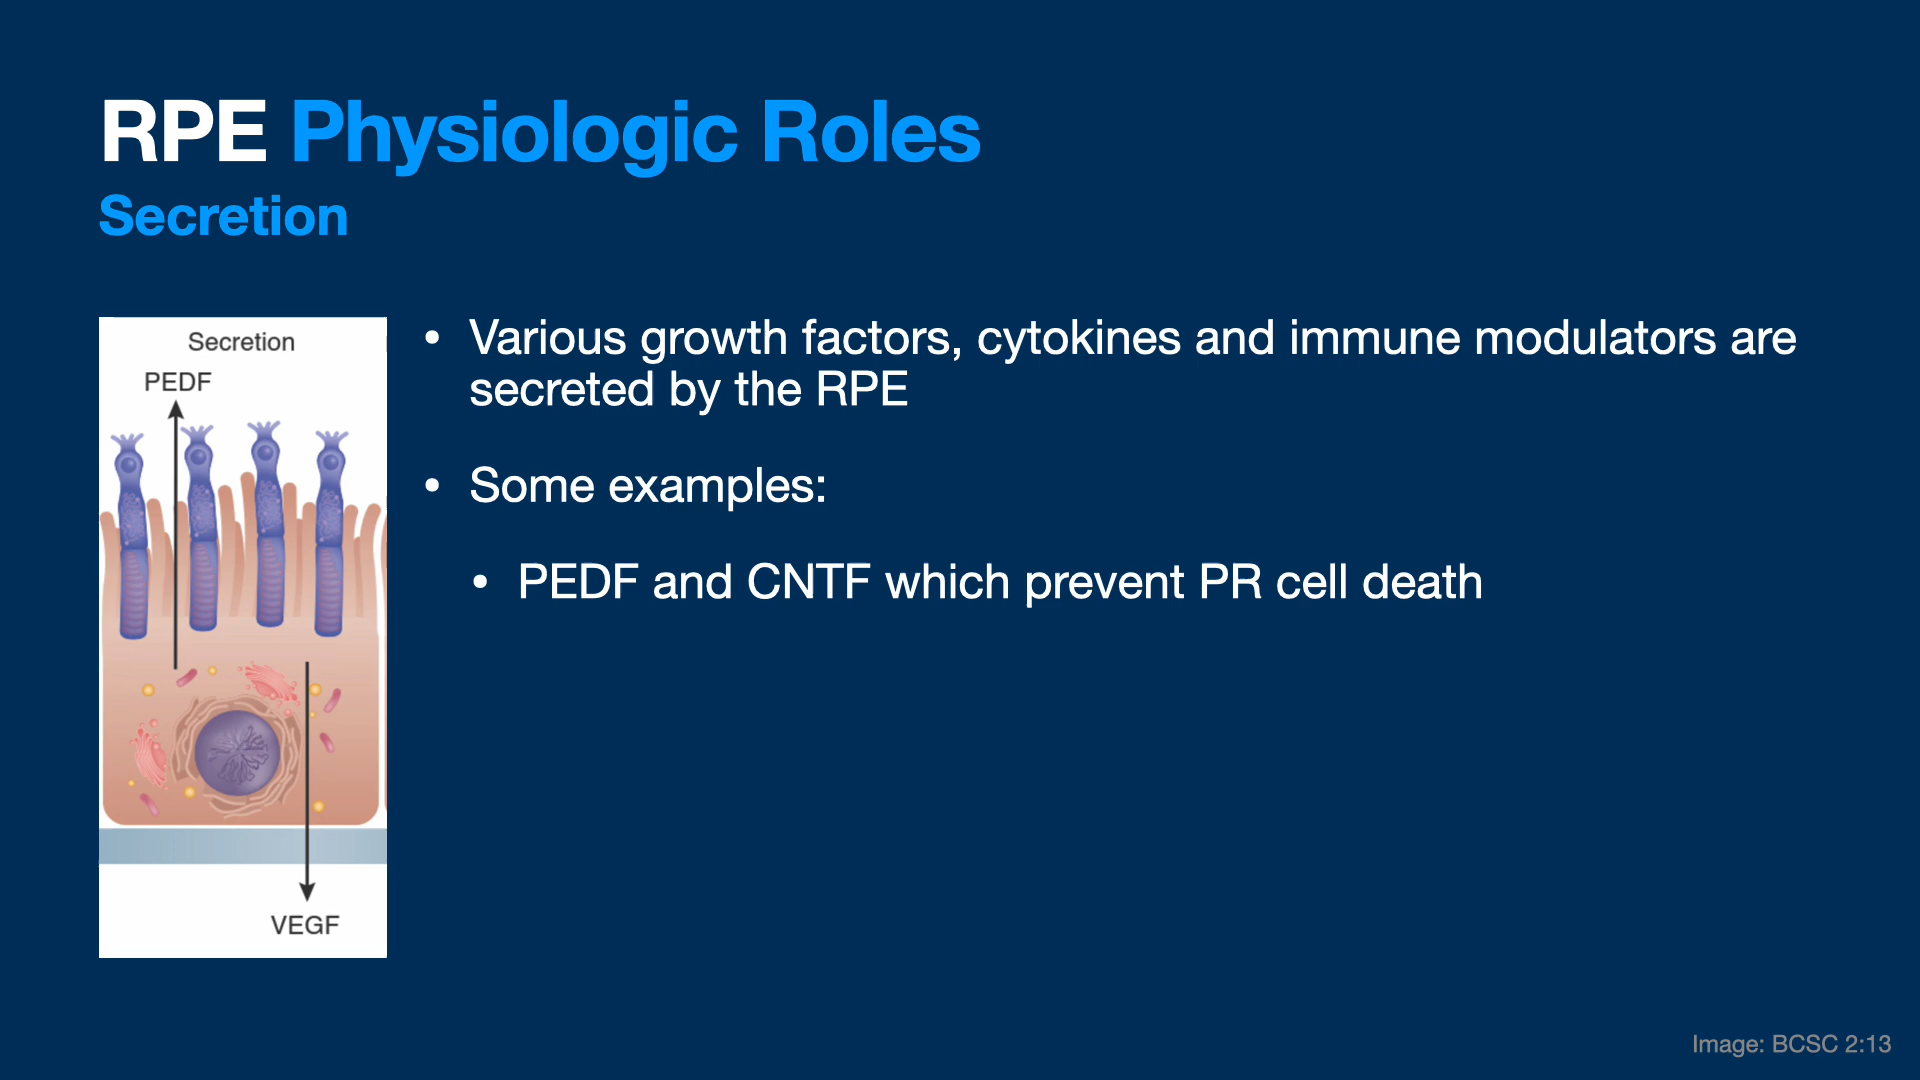 RPE Physiologic Roles
Secretion
Secretion
PEDF
VEGF
• Various growth factors, cytokines and immune modulators are
secreted by the RPE
• Some examples:
• PEDF and CNTF which prevent PR cell death
Image: BCSC 2:13